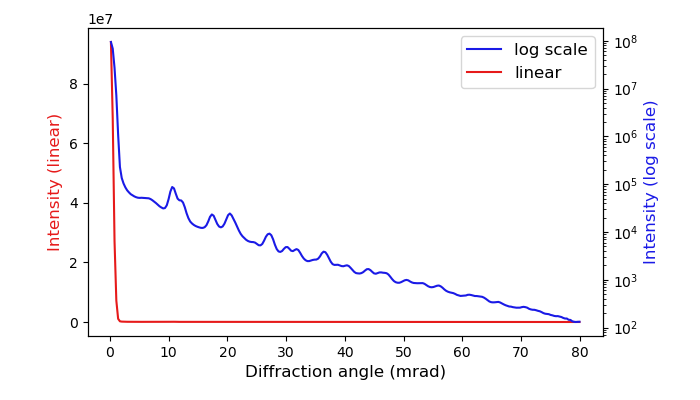 1e7
log scale
linear
8
6
4
2
0
10⁸
10⁷
10⁶
10⁵
10⁴
10³
10²
Intensity (linear)
Intensity (log scale)
0 10 20 30 40 50 60 70 80
Diffraction angle (mrad)